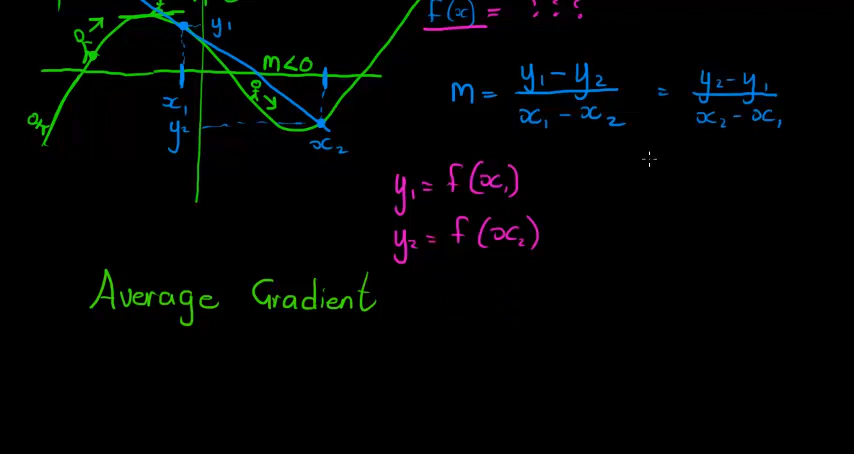 f(x) = ? ? ?
y₁
m<0
m = y₁ - y₂ / x₁ - x₂ = y₂ - y₁ / x₂ - x₁
x₁
y₂
x₂
y₁ = f(x₁)
y₂ = f(x₂)
Average Gradient